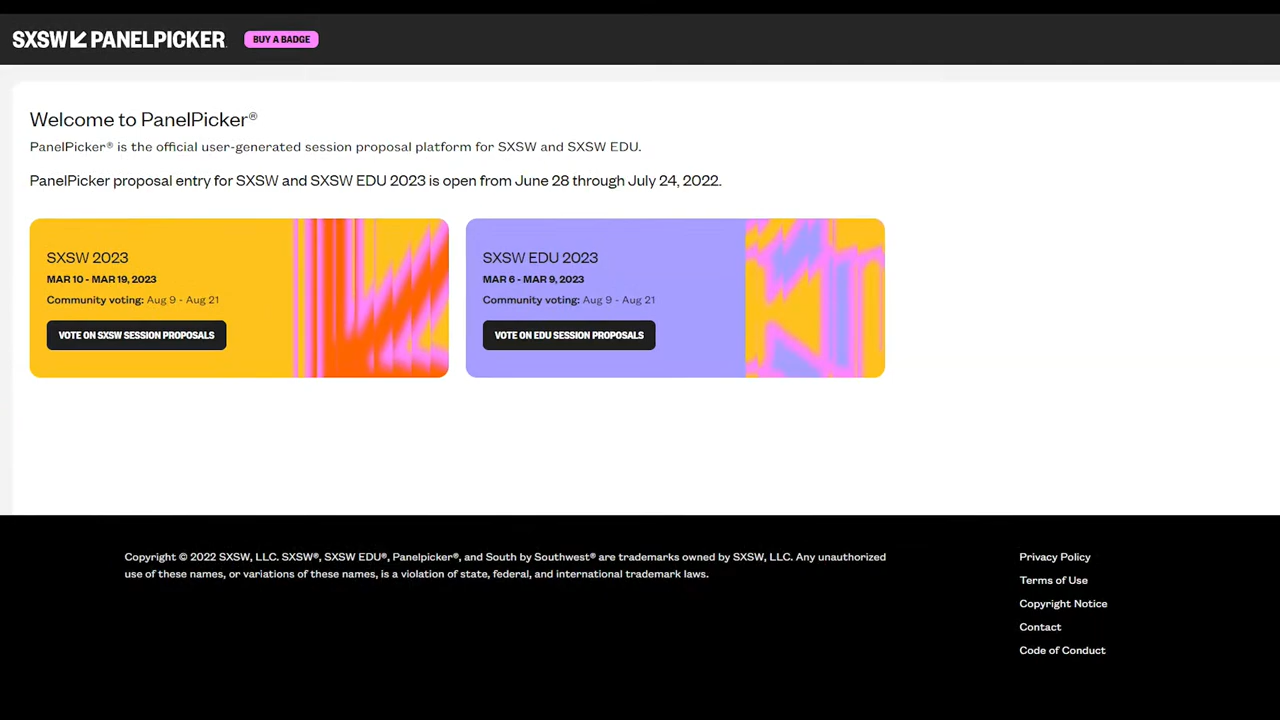 SXSW PANELPICKER
BUY A BADGE
Welcome to PanelPicker®
PanelPicker® is the official user-generated session proposal platform for SXSW and SXSW EDU.
PanelPicker proposal entry for SXSW and SXSW EDU 2023 is open from June 28 through July 24, 2022.
SXSW 2023
MAR 10 - MAR 19, 2023
Community voting: Aug 9 - Aug 21
VOTE ON SXSW SESSION PROPOSALS
SXSW EDU 2023
MAR 6 - MAR 9, 2023
Community voting: Aug 9 - Aug 21
VOTE ON EDU SESSION PROPOSALS
Copyright © 2022 SXSW, LLC. SXSW®, SXSW EDU®, Panelpicker®, and South by Southwest® are trademarks owned by SXSW, LLC. Any unauthorized
use of these names, or variations of these names, is a violation of state, federal, and international trademark laws.
Privacy Policy
Terms of Use
Copyright Notice
Contact
Code of Conduct